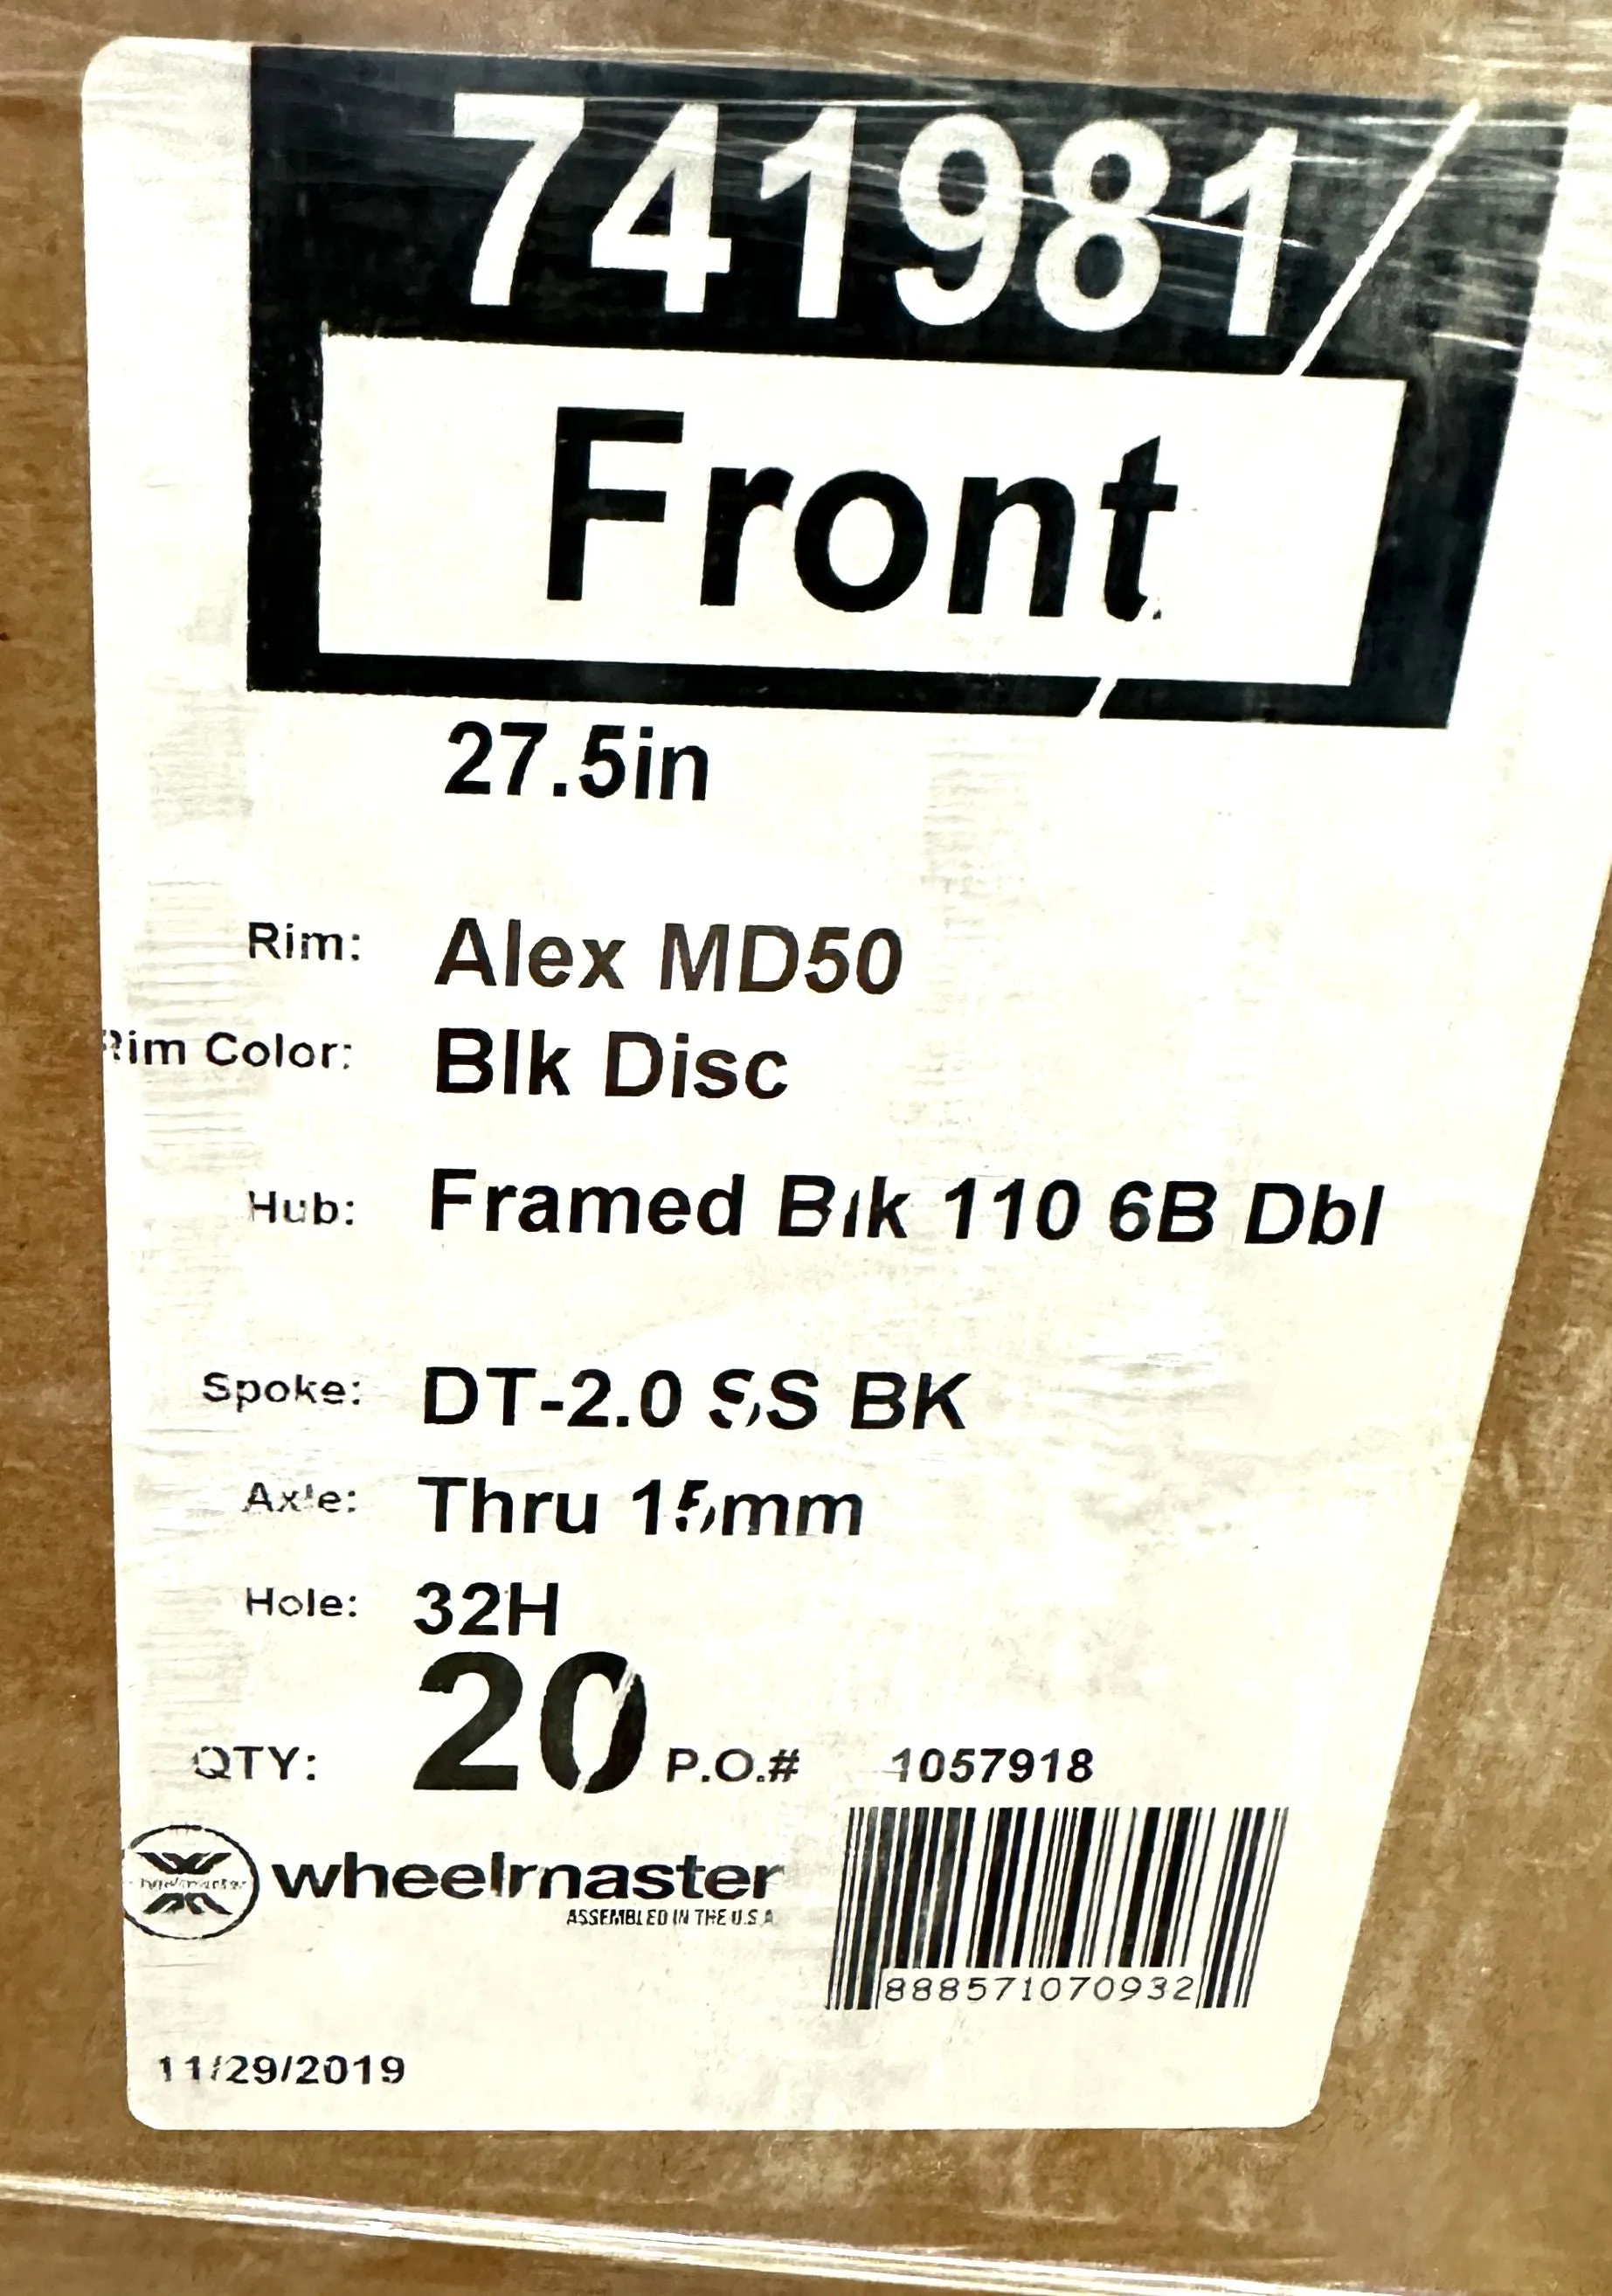 741981
Front
27.5in
Rim: Alex MD50
Rim Color: Blk Disc
Hub: Framed Blk 110 6B Dbl
Spoke: DT-2.0 SS BK
Axle: Thru 15mm
Hole: 32H
QTY: 20 P.O.# 1057918
wheelmaster
ASSEMBLED IN THE U.S.A
888571070932
11/29/2019